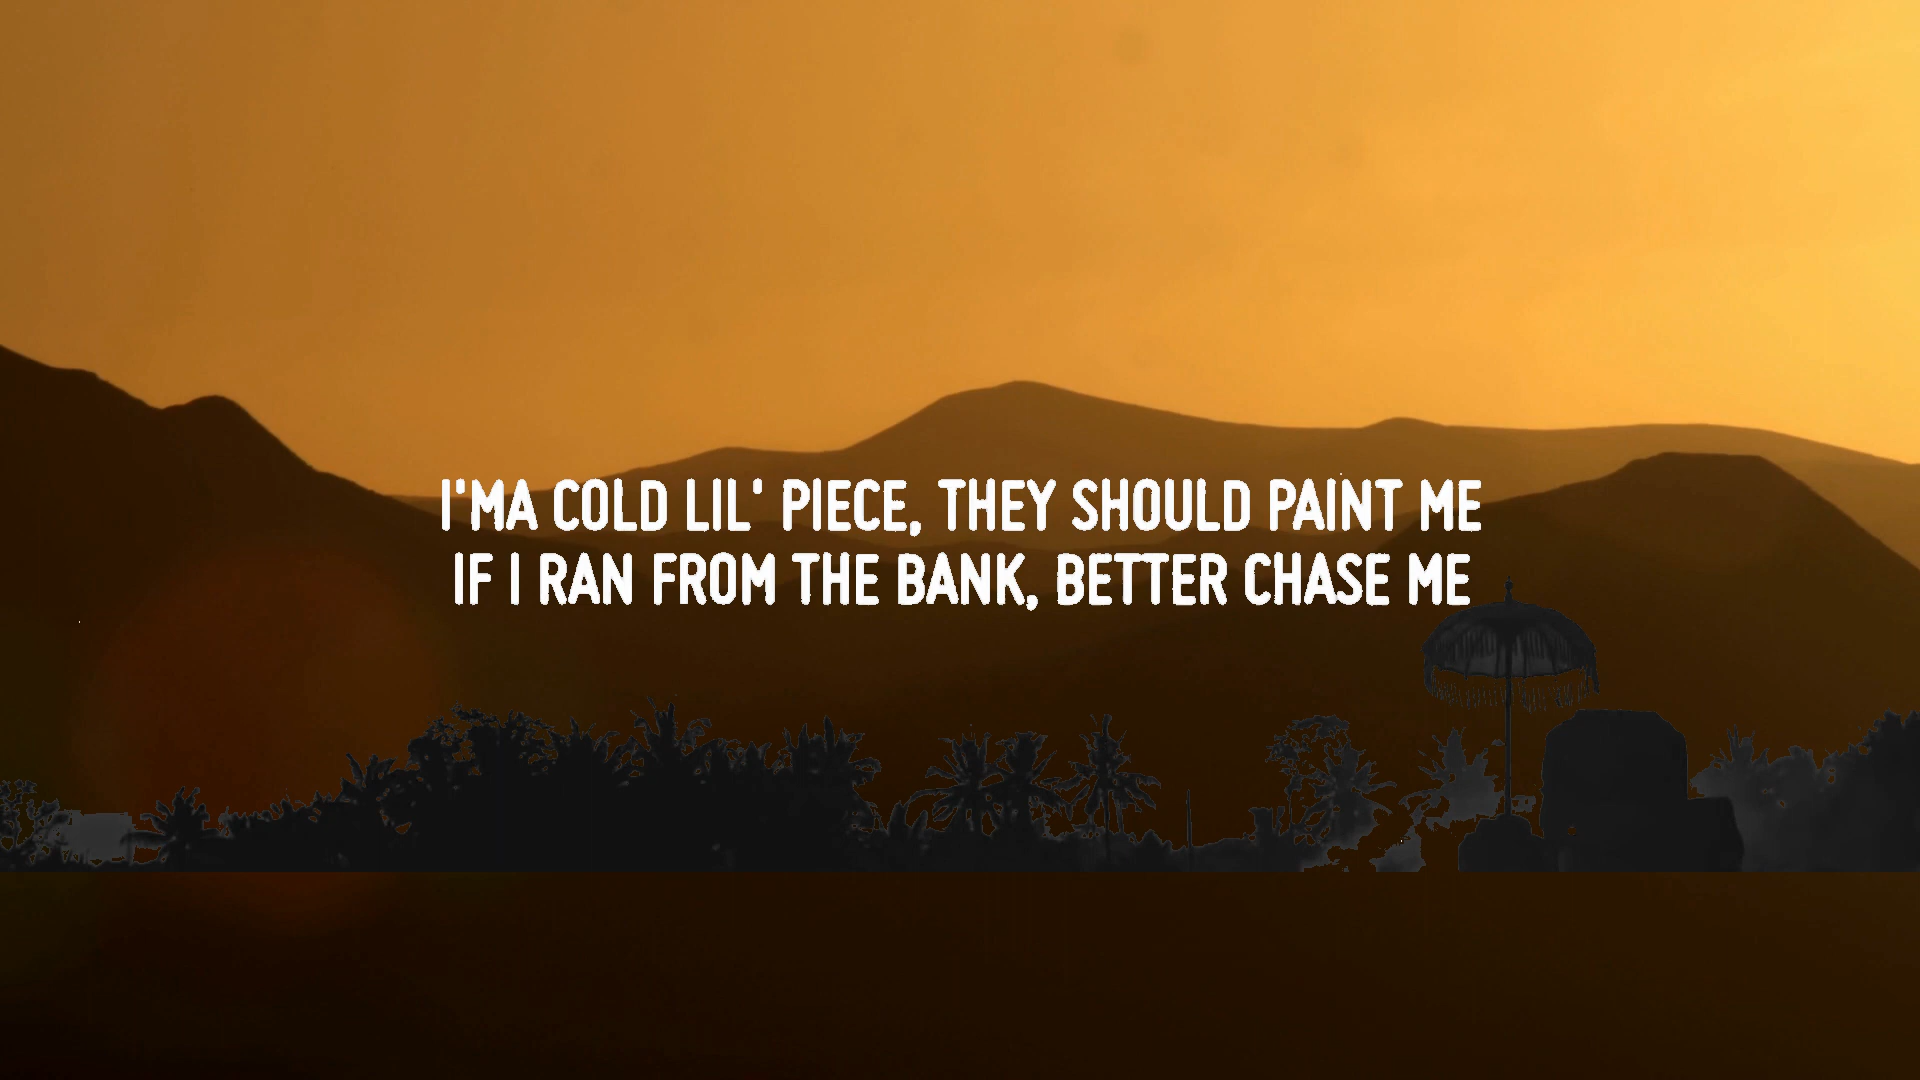 I'MA COLD LIL' PIECE, THEY SHOULD PAINT ME
IF I RAN FROM THE BANK, BETTER CHASE ME